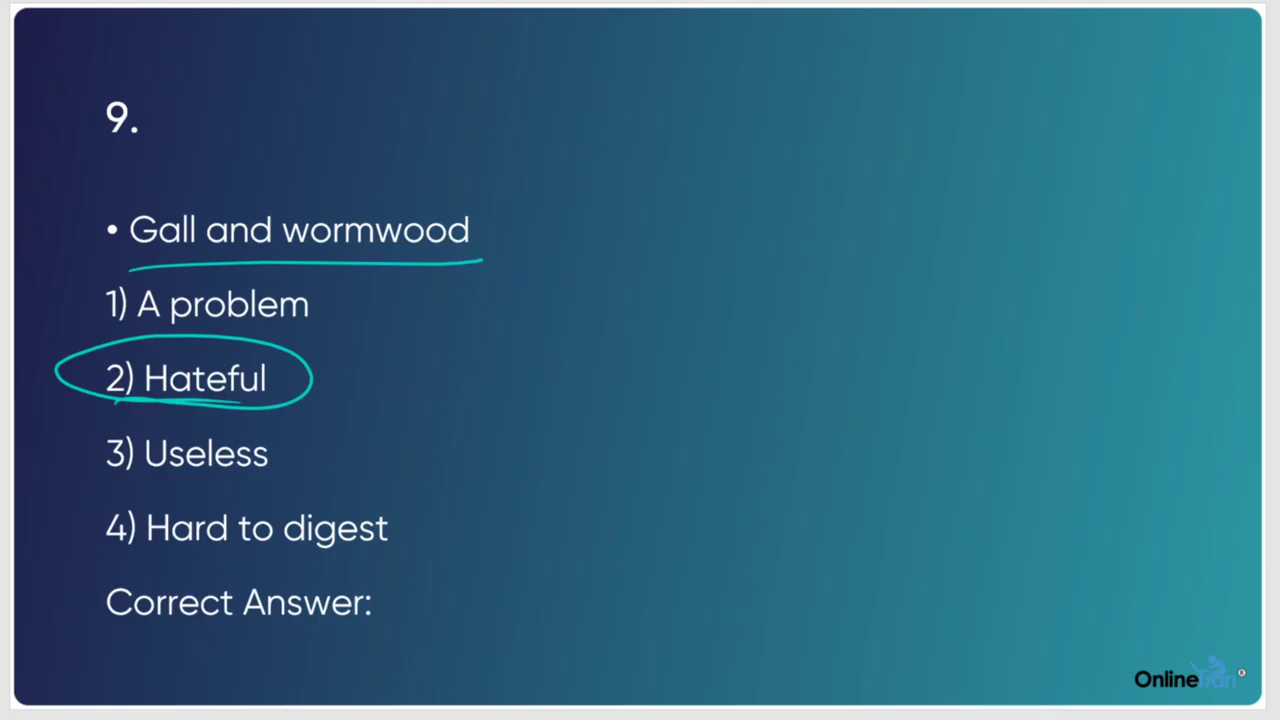 9.
• Gall and wormwood
1) A problem
2) Hateful
3) Useless
4) Hard to digest
Correct Answer:
Online